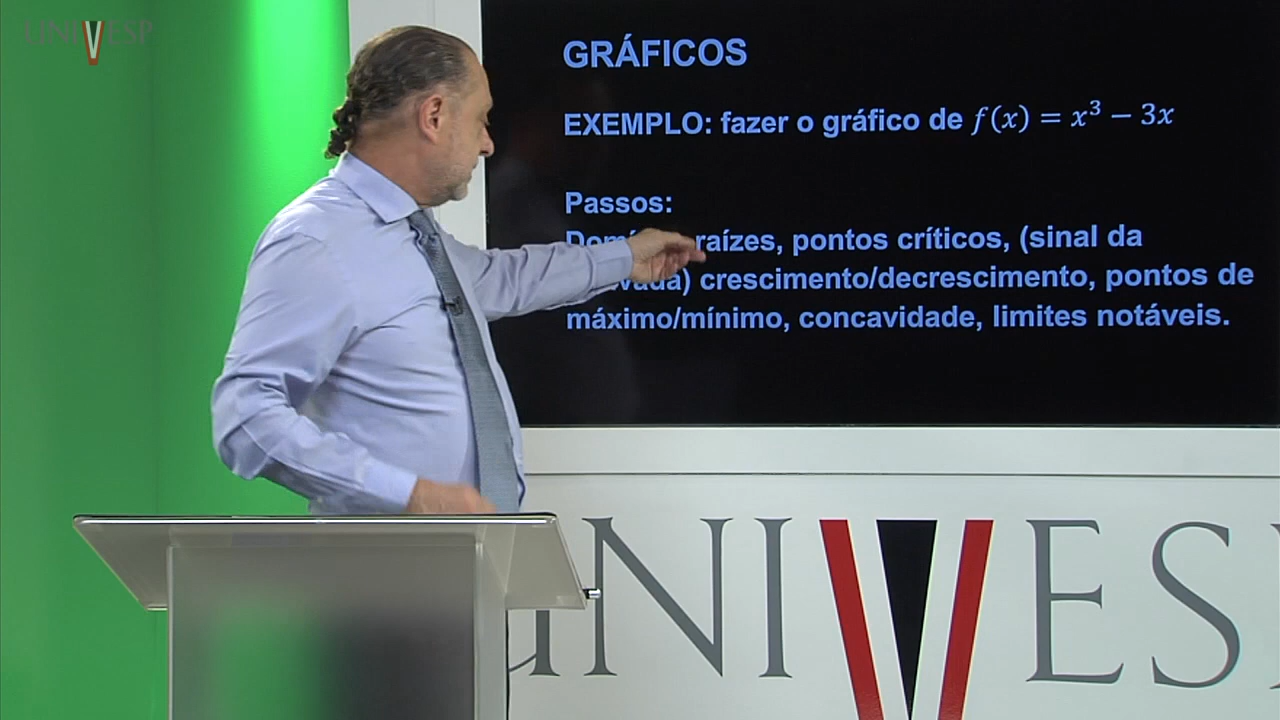 UNIVESP
GRÁFICOS
EXEMPLO: fazer o gráfico de f(x) = x³ − 3x
Passos:
raízes, pontos críticos, (sinal da
crescimento/decrescimento, pontos de
máximo/mínimo, concavidade, limites notáveis.
UNIVES